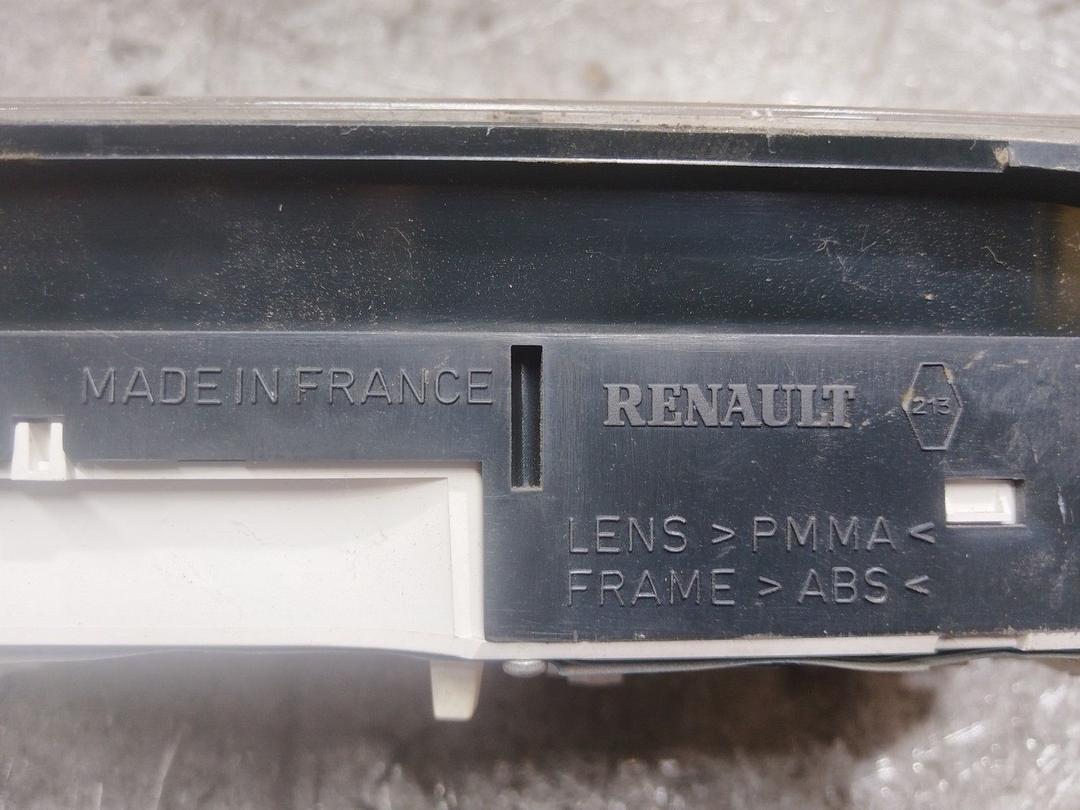 MADE IN FRANCE
RENAULT 213
LENS > PMMA <
FRAME > ABS <